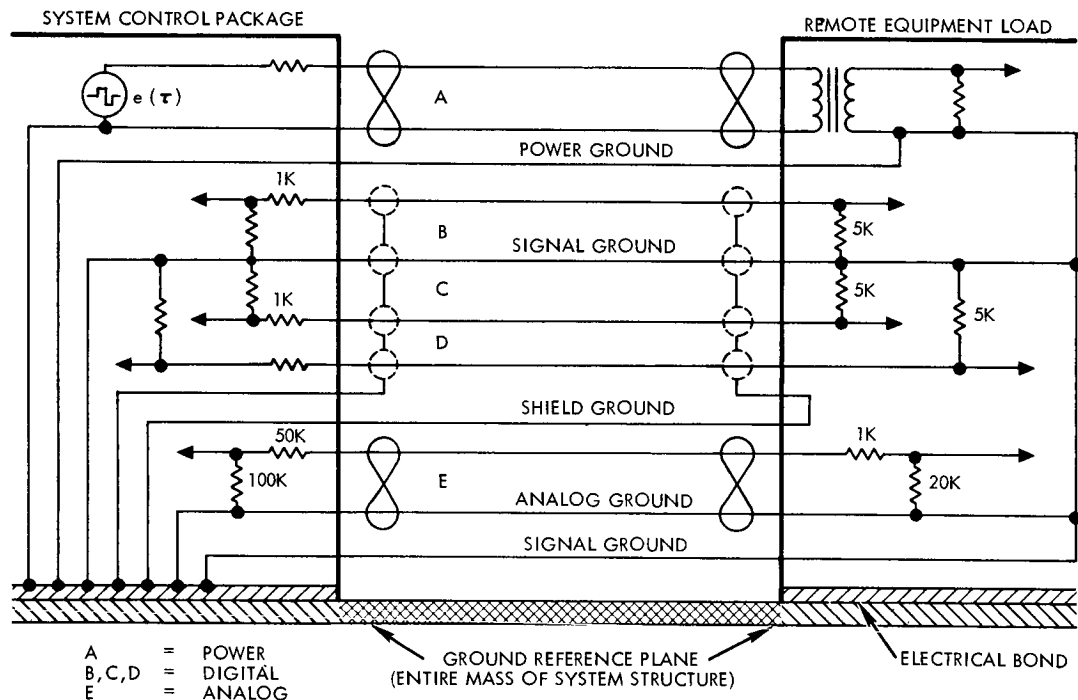 SYSTEM CONTROL PACKAGE
REMOTE EQUIPMENT LOAD
e (τ)
A
POWER GROUND
1K
B
5K
SIGNAL GROUND
C
1K
5K
5K
D
SHIELD GROUND
50K
1K
100K
E
20K
ANALOG GROUND
SIGNAL GROUND
A = POWER
B,C,D = DIGITAL
E = ANALOG
GROUND REFERENCE PLANE
(ENTIRE MASS OF SYSTEM STRUCTURE)
ELECTRICAL BOND